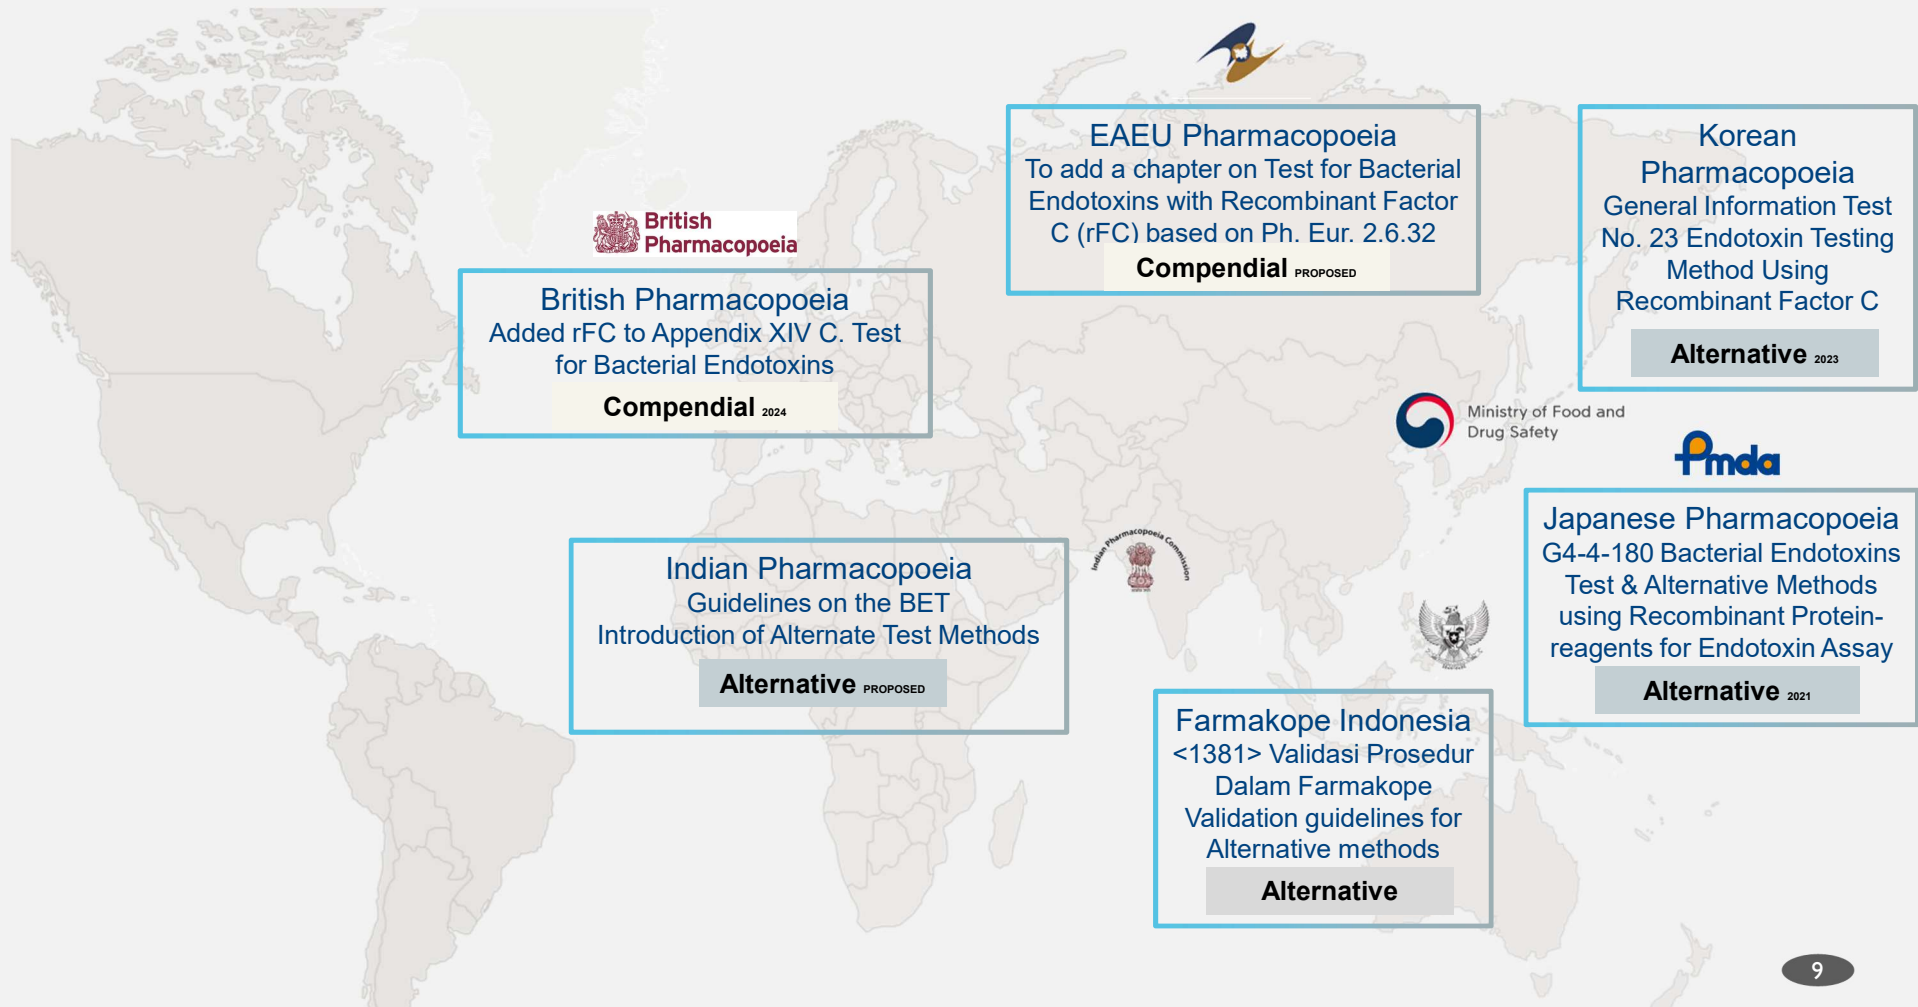 British
Pharmacopoeia
British Pharmacopoeia
Added rFC to Appendix XIV C. Test
for Bacterial Endotoxins
Compendial 2024
EAEU Pharmacopoeia
To add a chapter on Test for Bacterial
Endotoxins with Recombinant Factor
C (rFC) based on Ph. Eur. 2.6.32
Compendial PROPOSED
Korean
Pharmacopoeia
General Information Test
No. 23 Endotoxin Testing
Method Using
Recombinant Factor C
Alternative 2023
Ministry of Food and
Drug Safety
Pmda
Japanese Pharmacopoeia
G4-4-180 Bacterial Endotoxins
Test & Alternative Methods
using Recombinant Protein-
reagents for Endotoxin Assay
Alternative 2021
Indian Pharmacopoeia Commission
Indian Pharmacopoeia
Guidelines on the BET
Introduction of Alternate Test Methods
Alternative PROPOSED
Farmakope Indonesia
<1381> Validasi Prosedur
Dalam Farmakope
Validation guidelines for
Alternative methods
Alternative
9